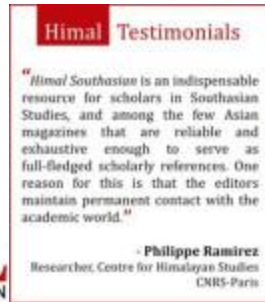 Himal Testimonials
"Himal Southasian is an indispensable
resource for scholars in Southasian
Studies, and among the few Asian
magazines that are reliable and
exhaustive enough to serve as
full-fledged scholarly references. One
reason for this is that the editors
maintain permanent contact with the
academic world."
- Philippe Ramirez
Researcher, Centre for Himalayan Studies
CNRS-Paris
N